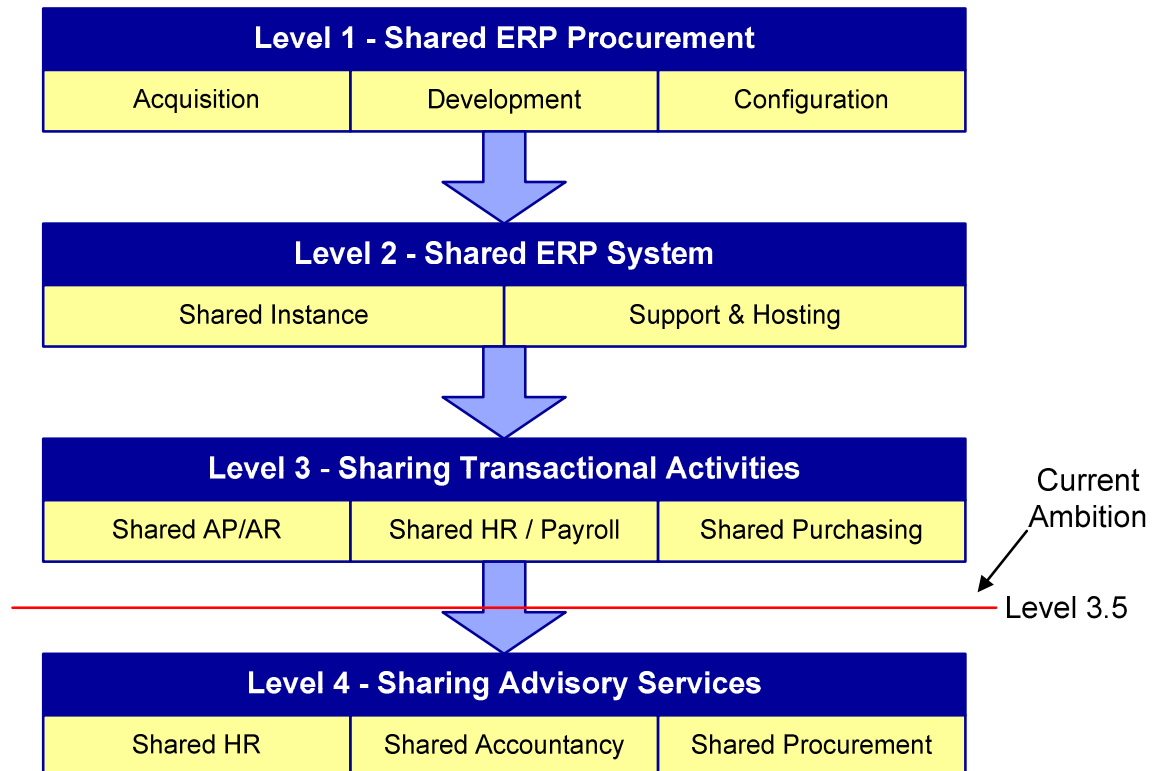 Level 1 - Shared ERP Procurement
Acquisition
Development
Configuration
Level 2 - Shared ERP System
Shared Instance
Support & Hosting
Level 3 - Sharing Transactional Activities
Shared AP/AR
Shared HR / Payroll
Shared Purchasing
Current
Ambition
Level 3.5
Level 4 - Sharing Advisory Services
Shared HR
Shared Accountancy
Shared Procurement